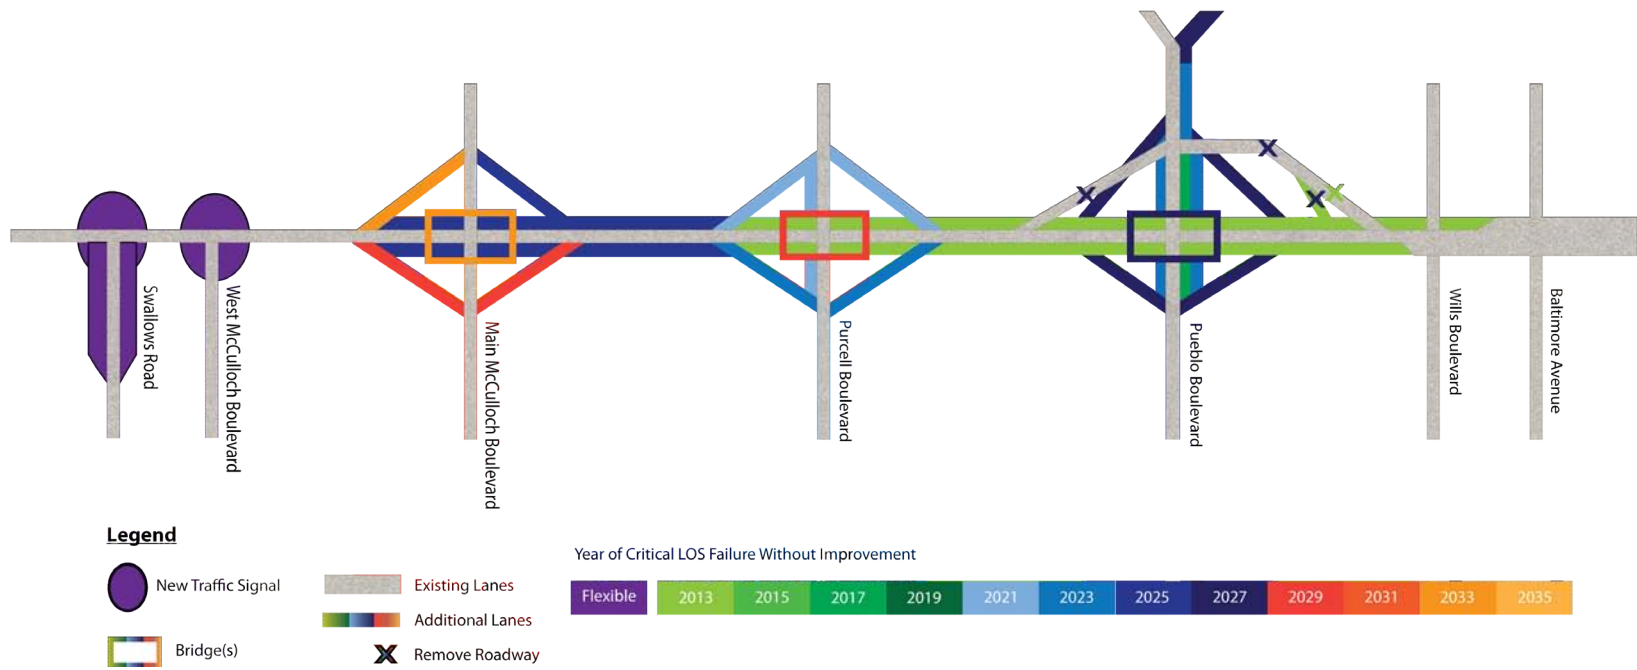 Swallows Road
West McCulloch Boulevard
Main McCulloch Boulevard
Purcell Boulevard
Pueblo Boulevard
Wills Boulevard
Baltimore Avenue
Legend
New Traffic Signal
Bridge(s)
Existing Lanes
Additional Lanes
X Remove Roadway
Year of Critical LOS Failure Without Improvement
Flexible 2013 2015 2017 2019 2021 2023 2025 2027 2029 2031 2033 2035